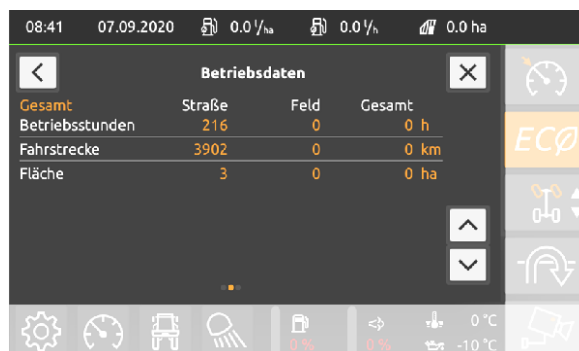 08:41 07.09.2020 0.0 l/ha 0.0 l/h 0.0 ha
Betriebsdaten
Gesamt Straße Feld Gesamt
Betriebsstunden 216 0 0 h
Fahrstrecke 3902 0 0 km
Fläche 3 0 0 ha
ECO
0 °C
0 % 0 % -10 °C